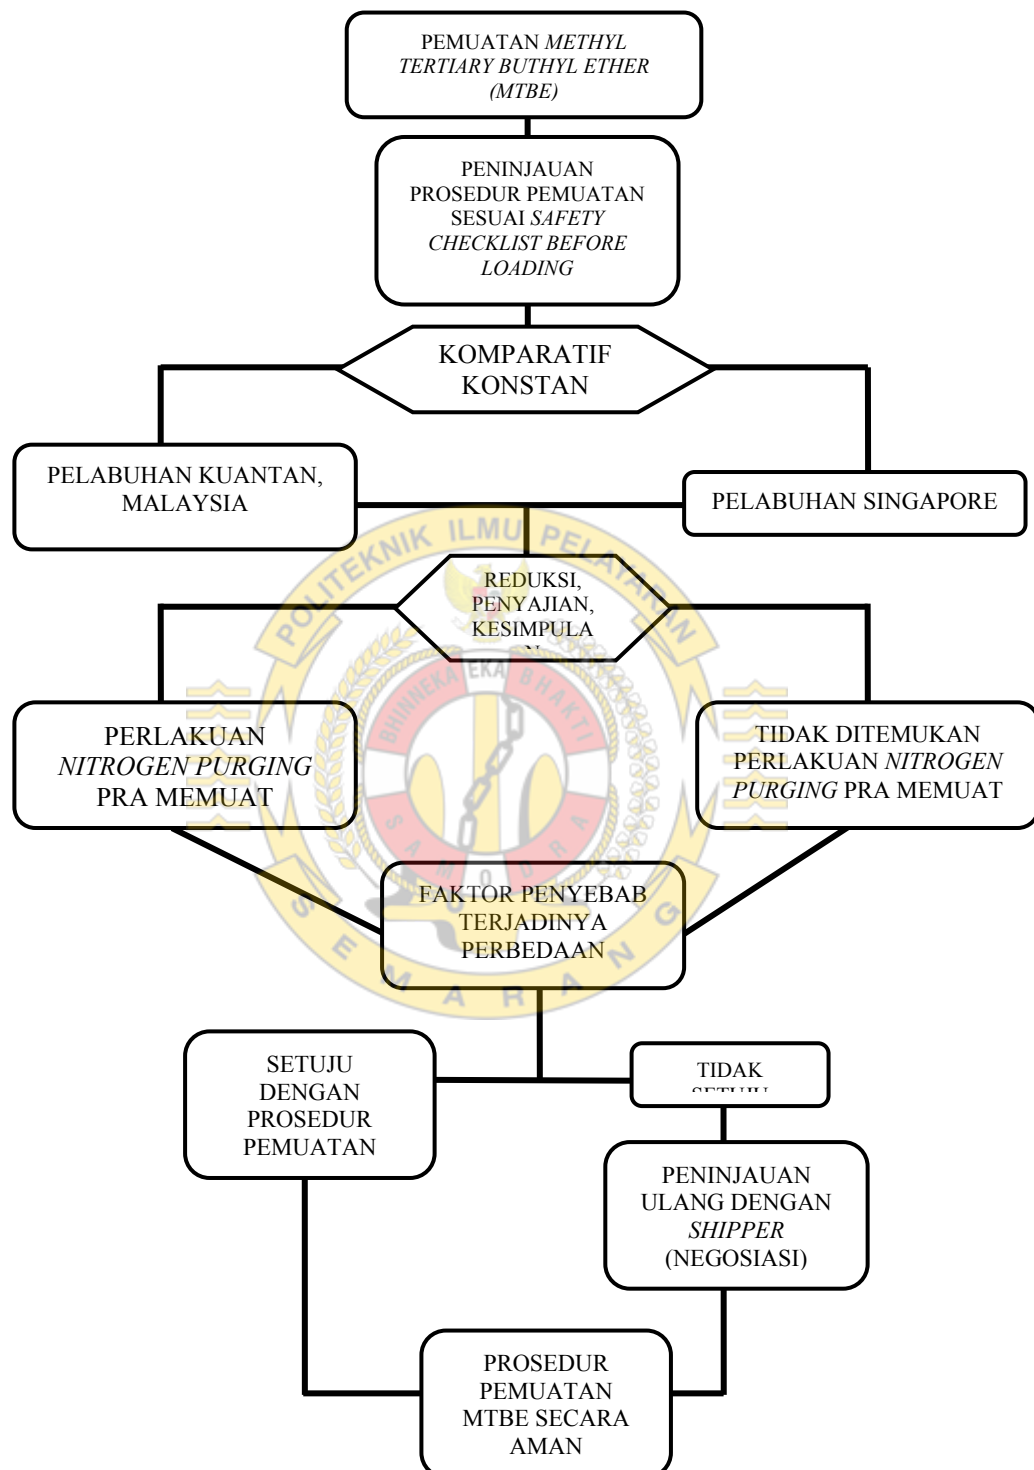 PEMUATAN METHYL
TERTIARY BUTHYL ETHER
(MTBE)
PENINJAUAN
PROSEDUR PEMUATAN
SESUAI SAFETY
CHECKLIST BEFORE
LOADING
KOMPARATIF
KONSTAN
PELABUHAN KUANTAN,
MALAYSIA
PELABUHAN SINGAPORE
REDUKSI,
PENYAJIAN,
KESIMPULA
N
POLITEKNIK ILMU PELAYARAN
BHINNEKA EKA BHAKTI
SAMODRA
SEMARANG
PERLAKUAN
NITROGEN PURGING
PRA MEMUAT
TIDAK DITEMUKAN
PERLAKUAN NITROGEN
PURGING PRA MEMUAT
FAKTOR PENYEBAB
TERJADINYA
PERBEDAAN
SETUJU
DENGAN
PROSEDUR
PEMUATAN
TIDAK
SETUJU
PENINJAUAN
ULANG DENGAN
SHIPPER
(NEGOSIASI)
PROSEDUR
PEMUATAN
MTBE SECARA
AMAN